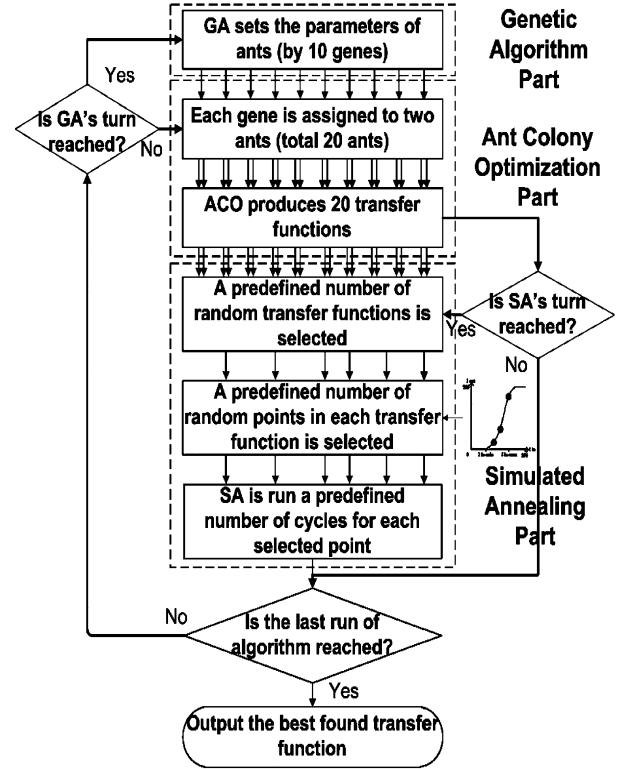 GA sets the parameters of
ants (by 10 genes)
Genetic
Algorithm
Part
Yes
Is GA's turn
reached?
No
Each gene is assigned to two
ants (total 20 ants)
Ant Colony
Optimization
Part
ACO produces 20 transfer
functions
A predefined number of
random transfer functions is
selected
Is SA's turn
reached?
Yes
No
A predefined number of
random points in each transfer
function is selected
Simulated
Annealing
Part
SA is run a predefined
number of cycles for each
selected point
Is the last run of
algorithm reached?
No
Yes
Output the best found transfer
function